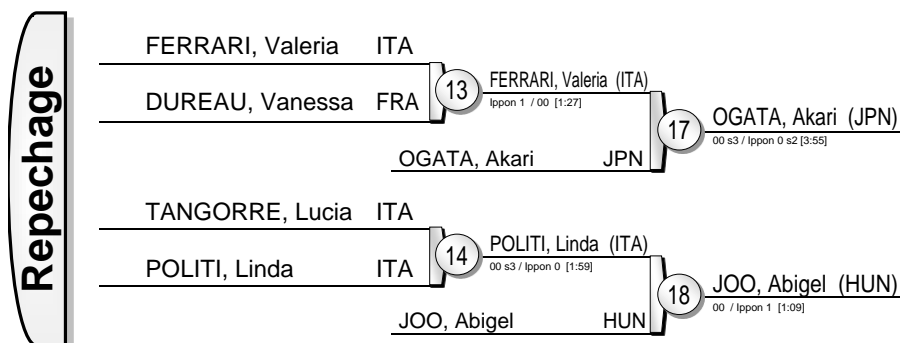 Repechage
FERRARI, Valeria ITA
DUREAU, Vanessa FRA
13
FERRARI, Valeria (ITA)
Ippon 1 / 00 [1:27]
OGATA, Akari JPN
17
OGATA, Akari (JPN)
00 s3 / Ippon 0 s2 [3:55]
TANGORRE, Lucia ITA
POLITI, Linda ITA
14
POLITI, Linda (ITA)
00 s3 / Ippon 0 [1:59]
JOO, Abigel HUN
18
JOO, Abigel (HUN)
00 / Ippon 1 [1:09]